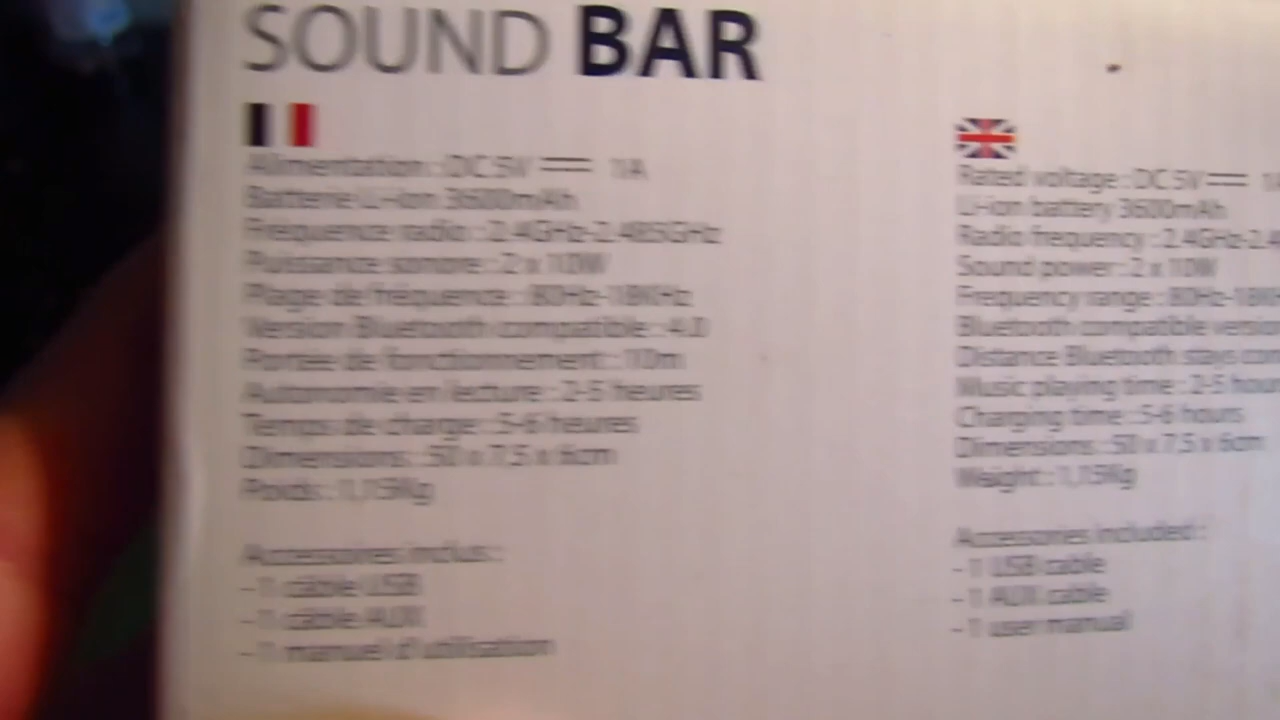 SOUND BAR
Alimentation : DC 5V 1A
Batterie Li-ion 3600mAh
Fréquence radio : 2.4GHz-2.485GHz
Puissance sonore : 2 x 10W
Plage de fréquence : 80Hz-18KHz
Version Bluetooth compatible : 4.0
Portée de fonctionnement : 10m
Autonomie en lecture : 2-5 heures
Temps de charge : 5-6 heures
Dimensions : 50 x 7,5 x 6cm
Poids : 1,15Kg
Accessoires inclus :
- 1 câble USB
- 1 câble AUX
- 1 manuel d'utilisation
Rated voltage : DC 5V
Li-ion battery 3600mAh
Radio frequency : 2.4GHz-2.4
Sound power : 2 x 10W
Frequency range : 80Hz-18K
Bluetooth compatible version
Distance Bluetooth stays con
Music playing time : 2-5 hour
Charging time : 5-6 hours
Dimensions : 50 x 7,5 x 6cm
Weight : 1,15Kg
Accessories included :
- 1 USB cable
- 1 AUX cable
- 1 user manual